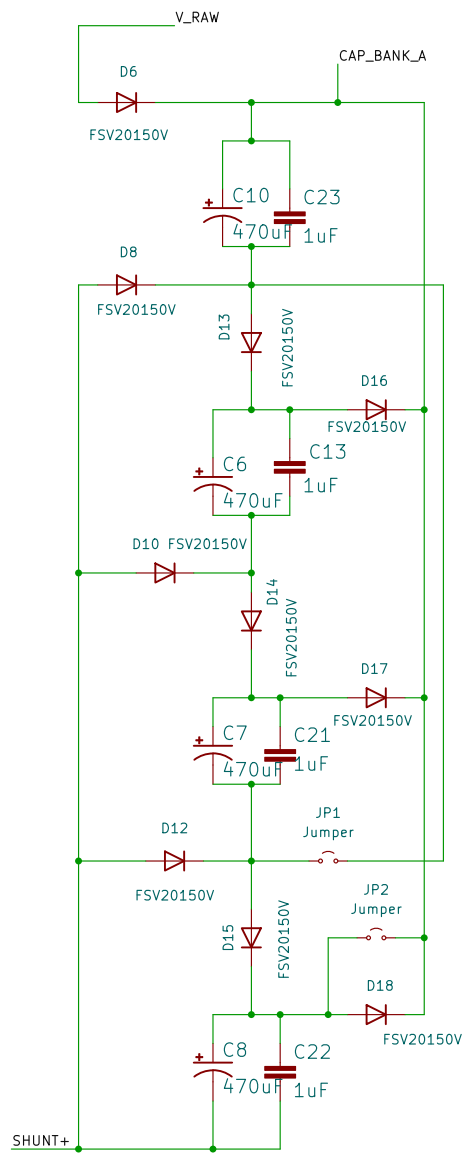 V_RAW
CAP_BANK_A
D6
FSV20150V
C10
470uF
C23
1uF
D8
FSV20150V
D13
FSV20150V
D16
FSV20150V
C6
470uF
C13
1uF
D10 FSV20150V
D14
FSV20150V
D17
FSV20150V
C7
470uF
C21
1uF
JP1
Jumper
D12
FSV20150V
JP2
Jumper
D15
FSV20150V
D18
FSV20150V
C8
470uF
C22
1uF
SHUNT+